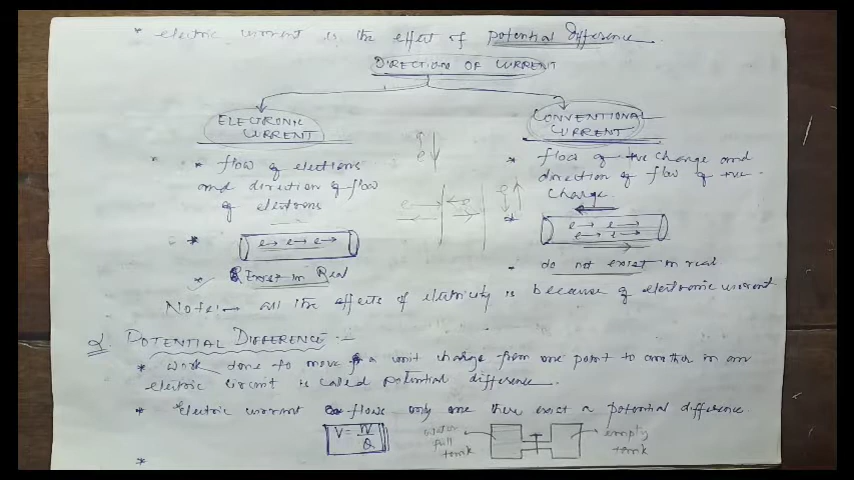 * electric current is the effect of potential difference.
DIRECTION OF CURRENT
ELECTRONIC
CURRENT
* flow of electrons
and direction of flow
of electrons
* e→ e→ e→
Exist in Real
CONVENTIONAL
CURRENT
* flow of +ve charge and
direction of flow of +ve
charge.
* e→ e→
e→ e→
do not exist in real
Note:- all the effects of electricity is because of electronic current
2 POTENTIAL DIFFERENCE :-
* Work done to move a unit charge from one point to another in an
electric circuit is called potential difference.
* electric current flows only one there exist a potential difference.
V = W/Q
water
full
tank
empty
tank
*